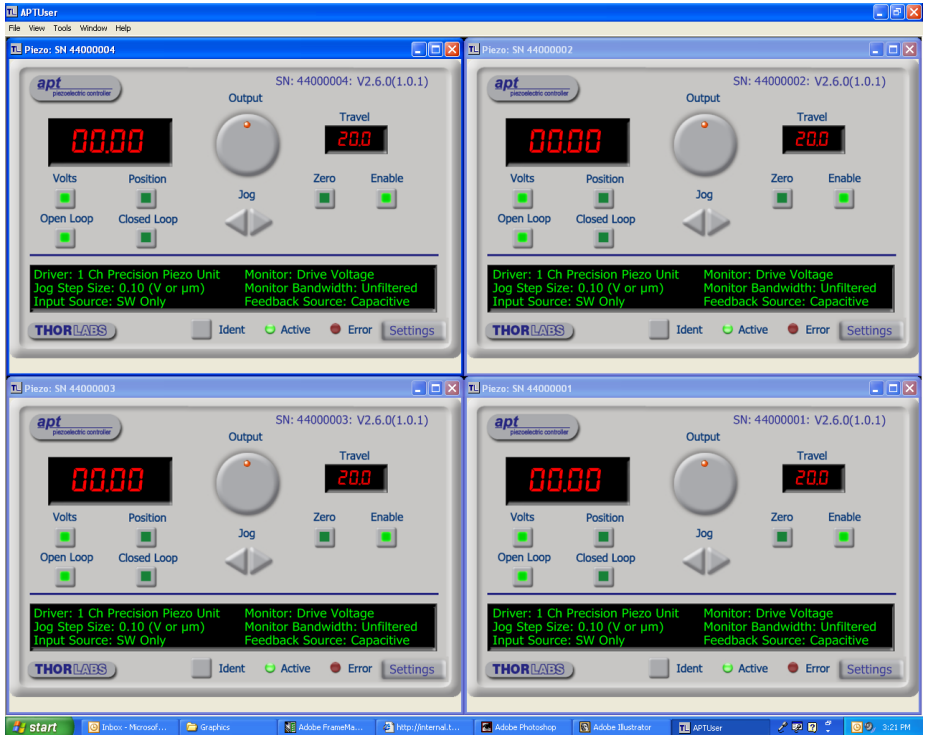 APTUser
File View Tools Window Help
Piezo: SN 44000004
apt
piezoelectric controller
SN: 44000004: V2.6.0(1.0.1)
Output
Travel
00.00
20.0
Volts Position Zero Enable
Jog
Open Loop Closed Loop
Driver: 1 Ch Precision Piezo Unit Monitor: Drive Voltage
Jog Step Size: 0.10 (V or µm) Monitor Bandwidth: Unfiltered
Input Source: SW Only Feedback Source: Capacitive
THORLABS Ident Active Error Settings
Piezo: SN 44000002
apt
piezoelectric controller
SN: 44000002: V2.6.0(1.0.1)
Output
Travel
00.00
20.0
Volts Position Zero Enable
Jog
Open Loop Closed Loop
Driver: 1 Ch Precision Piezo Unit Monitor: Drive Voltage
Jog Step Size: 0.10 (V or µm) Monitor Bandwidth: Unfiltered
Input Source: SW Only Feedback Source: Capacitive
THORLABS Ident Active Error Settings
Piezo: SN 44000003
apt
piezoelectric controller
SN: 44000003: V2.6.0(1.0.1)
Output
Travel
00.00
20.0
Volts Position Zero Enable
Jog
Open Loop Closed Loop
Driver: 1 Ch Precision Piezo Unit Monitor: Drive Voltage
Jog Step Size: 0.10 (V or µm) Monitor Bandwidth: Unfiltered
Input Source: SW Only Feedback Source: Capacitive
THORLABS Ident Active Error Settings
Piezo: SN 44000001
apt
piezoelectric controller
SN: 44000001: V2.6.0(1.0.1)
Output
Travel
00.00
20.0
Volts Position Zero Enable
Jog
Open Loop Closed Loop
Driver: 1 Ch Precision Piezo Unit Monitor: Drive Voltage
Jog Step Size: 0.10 (V or µm) Monitor Bandwidth: Unfiltered
Input Source: SW Only Feedback Source: Capacitive
THORLABS Ident Active Error Settings
start Inbox - Microsof... Graphics Adobe FrameMa... http://internal.t... Adobe Photoshop Adobe Illustrator APTUser 3:21 PM